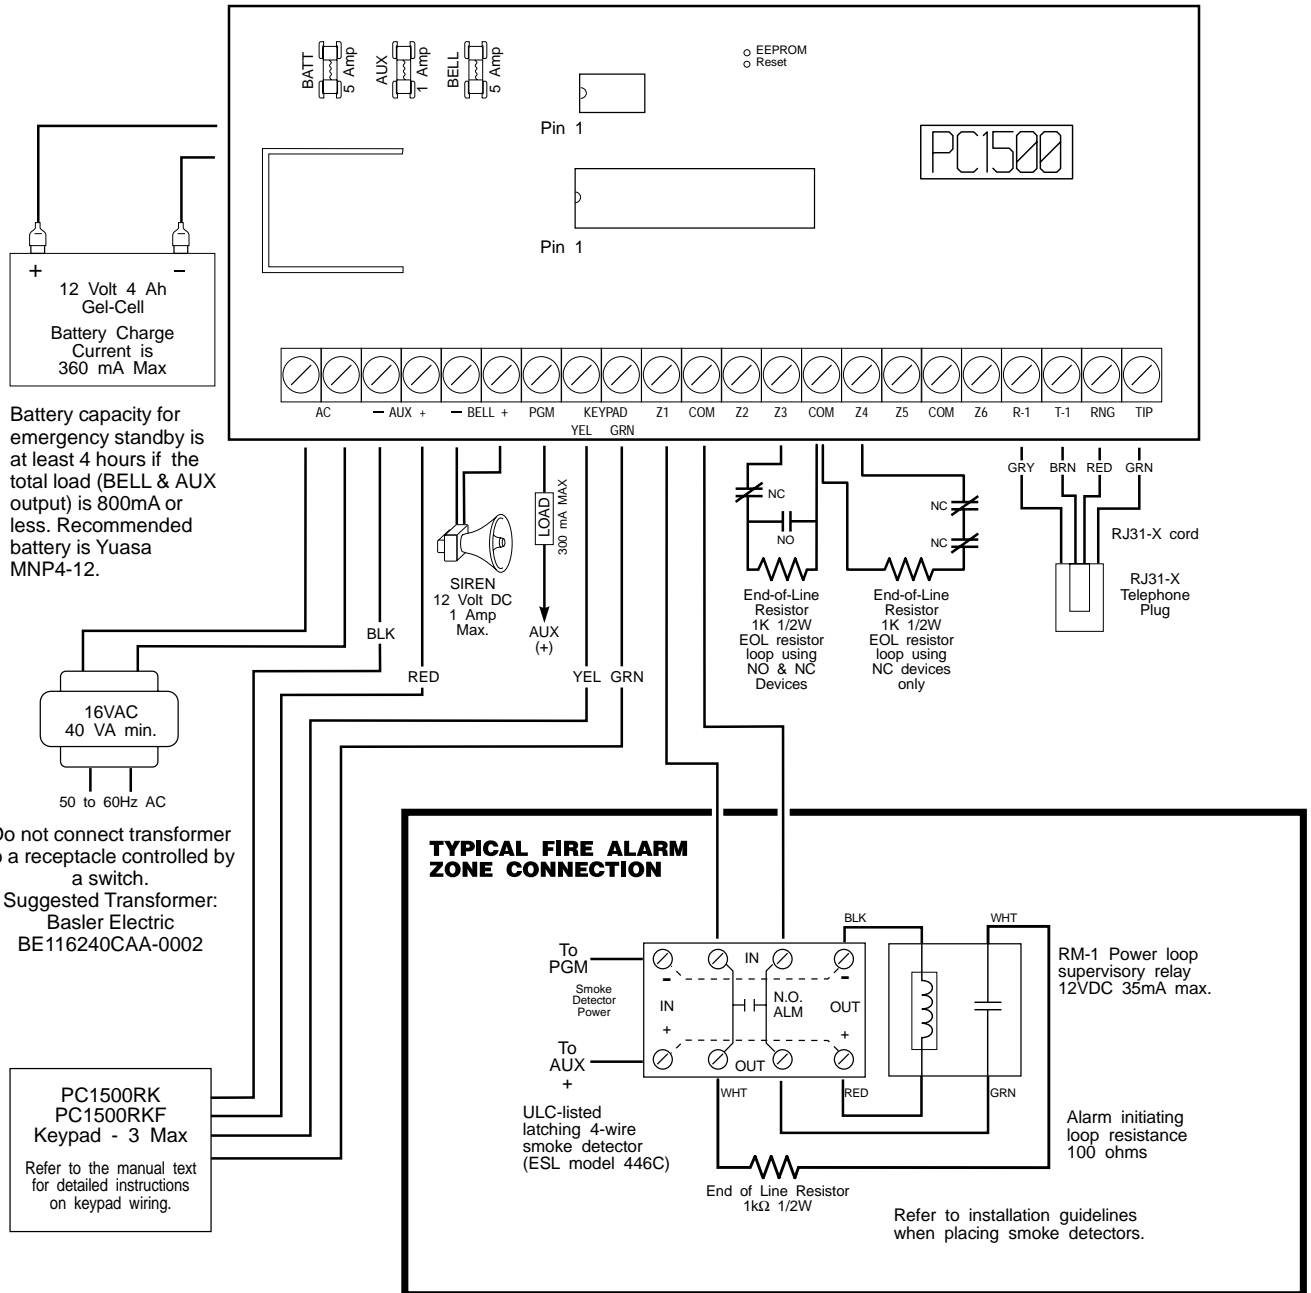 BATT
5 Amp
AUX
1 Amp
BELL
5 Amp
EEPROM
Reset
Pin 1
PC1500
Pin 1
+ −
12 Volt 4 Ah
Gel-Cell
Battery Charge
Current is
360 mA Max
AC − AUX + − BELL + PGM KEYPAD Z1 COM Z2 Z3 COM Z4 Z5 COM Z6 R-1 T-1 RNG TIP
YEL GRN
Battery capacity for
emergency standby is
at least 4 hours if the
total load (BELL & AUX
output) is 800mA or
less. Recommended
battery is Yuasa
MNP4-12.
LOAD
300 mA MAX
AUX
(+)
SIREN
12 Volt DC
1 Amp
Max.
NC
NO
End-of-Line
Resistor
1K 1/2W
EOL resistor
loop using
NO & NC
Devices
NC
NC
End-of-Line
Resistor
1K 1/2W
EOL resistor
loop using
NC devices
only
GRY BRN RED GRN
RJ31-X cord
RJ31-X
Telephone
Plug
BLK
RED
YEL GRN
16VAC
40 VA min.
50 to 60Hz AC
Do not connect transformer
o a receptacle controlled by
a switch.
Suggested Transformer:
Basler Electric
BE116240CAA-0002
PC1500RK
PC1500RKF
Keypad - 3 Max
Refer to the manual text
for detailed instructions
on keypad wiring.
TYPICAL FIRE ALARM
ZONE CONNECTION
To
PGM
Smoke
Detector
Power
To
AUX
+
- IN -
IN
+
N.O.
ALM
OUT
+
OUT
BLK
WHT
WHT
RED
GRN
RM-1 Power loop
supervisory relay
12VDC 35mA max.
ULC-listed
latching 4-wire
smoke detector
(ESL model 446C)
Alarm initiating
loop resistance
100 ohms
End of Line Resistor
1kΩ 1/2W
Refer to installation guidelines
when placing smoke detectors.